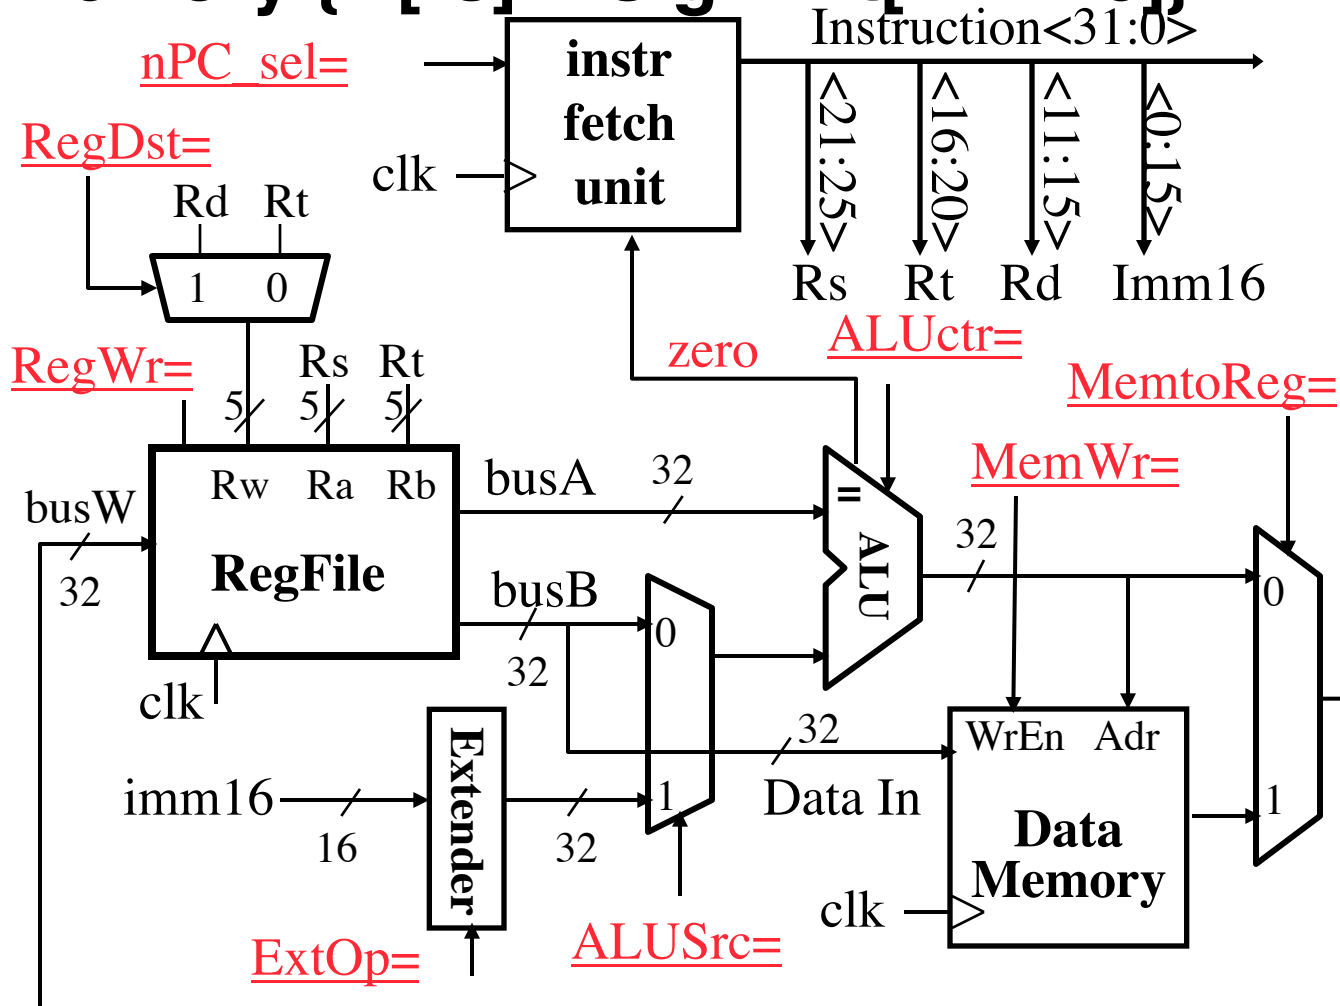 Instruction<31:0>
nPC_sel=
instr
fetch
unit
clk
<21:25>
<16:20>
<11:15>
<0:15>
Rs
Rt
Rd
Imm16
RegDst=
Rd
Rt
1
0
zero
ALUctr=
RegWr=
Rs
Rt
5
5
5
MemtoReg=
MemWr=
busW
32
Rw
Ra
Rb
RegFile
clk
busA
32
busB
32
=
ALU
32
0
1
0
1
imm16
16
Extender
32
32
Data In
WrEn
Adr
Data
Memory
clk
ExtOp=
ALUSrc=